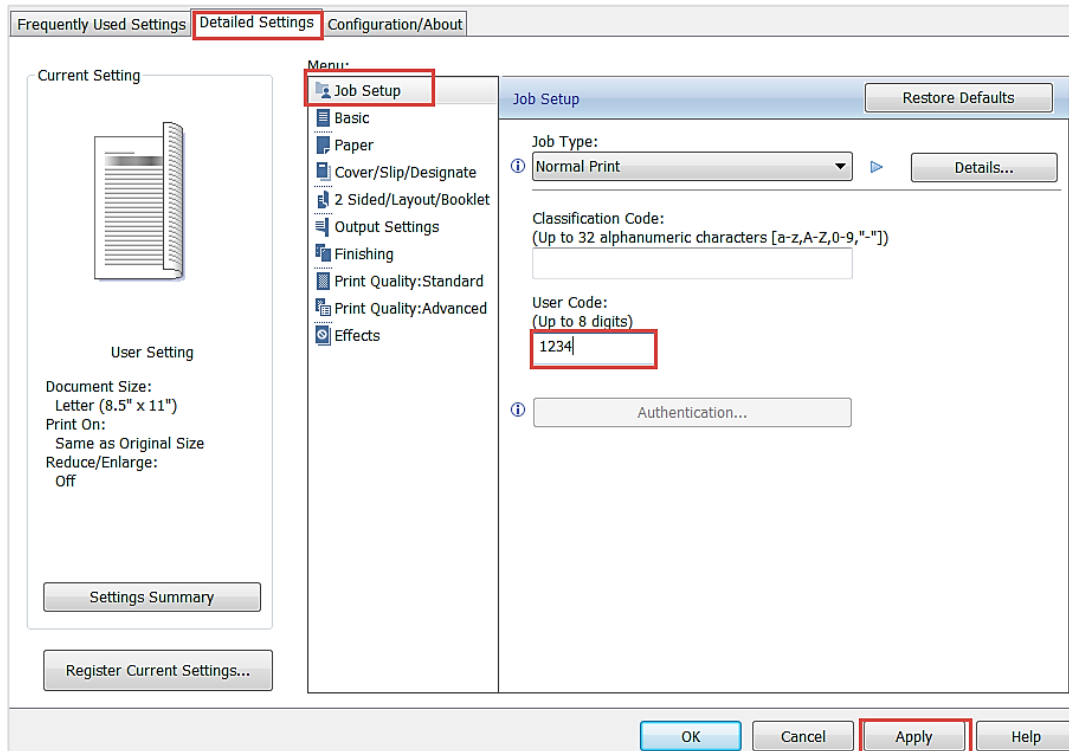 Frequently Used Settings
Detailed Settings
Configuration/About
Current Setting
User Setting
Document Size:
Letter (8.5" x 11")
Print On:
Same as Original Size
Reduce/Enlarge:
Off
Settings Summary
Register Current Settings...
Menu:
Job Setup
Basic
Paper
Cover/Slip/Designate
2 Sided/Layout/Booklet
Output Settings
Finishing
Print Quality:Standard
Print Quality:Advanced
Effects
Job Setup
Restore Defaults
Job Type:
Normal Print
Details...
Classification Code:
(Up to 32 alphanumeric characters [a-z,A-Z,0-9,"-"])
User Code:
(Up to 8 digits)
1234
Authentication...
OK
Cancel
Apply
Help